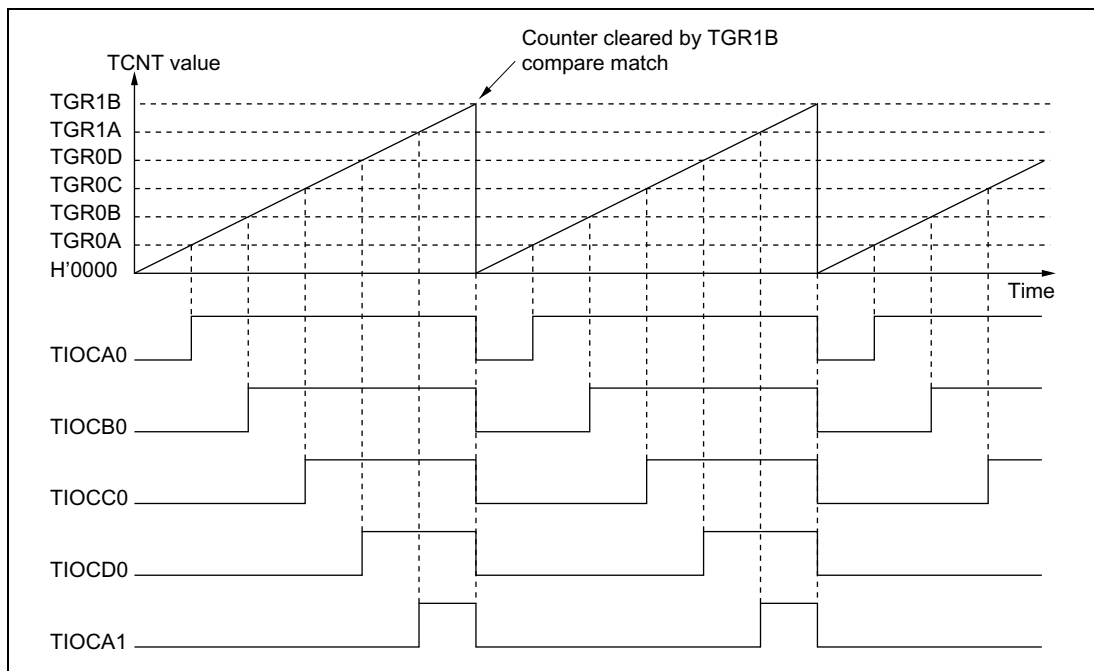 Counter cleared by TGR1B
compare match
TCNT value
TGR1B
TGR1A
TGR0D
TGR0C
TGR0B
TGR0A
H'0000
Time
TIOCA0
TIOCB0
TIOCC0
TIOCD0
TIOCA1